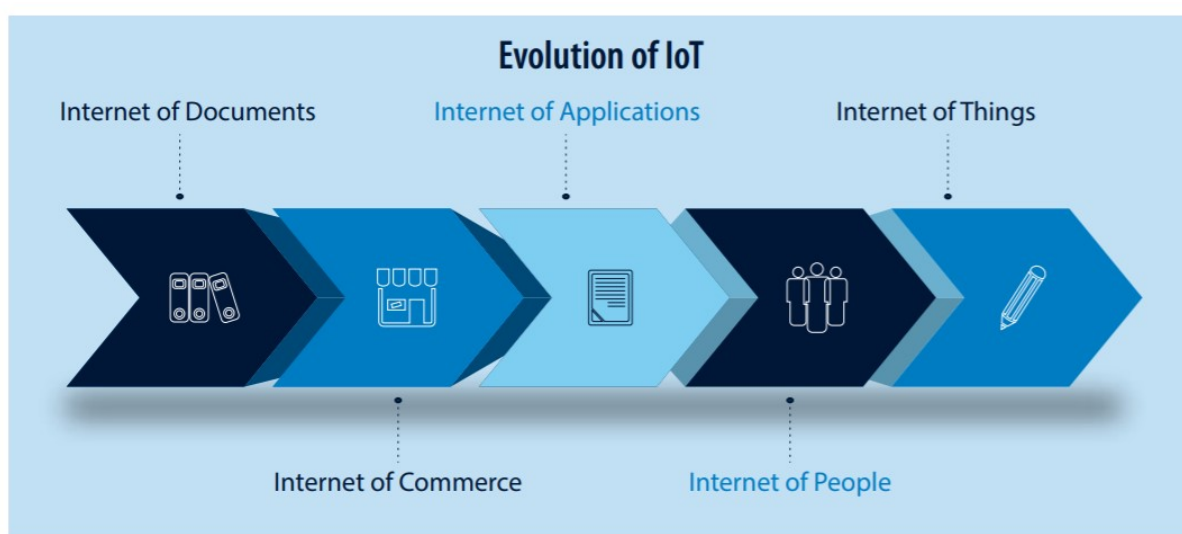 Evolution of IoT
Internet of Documents
Internet of Applications
Internet of Things
Internet of Commerce
Internet of People